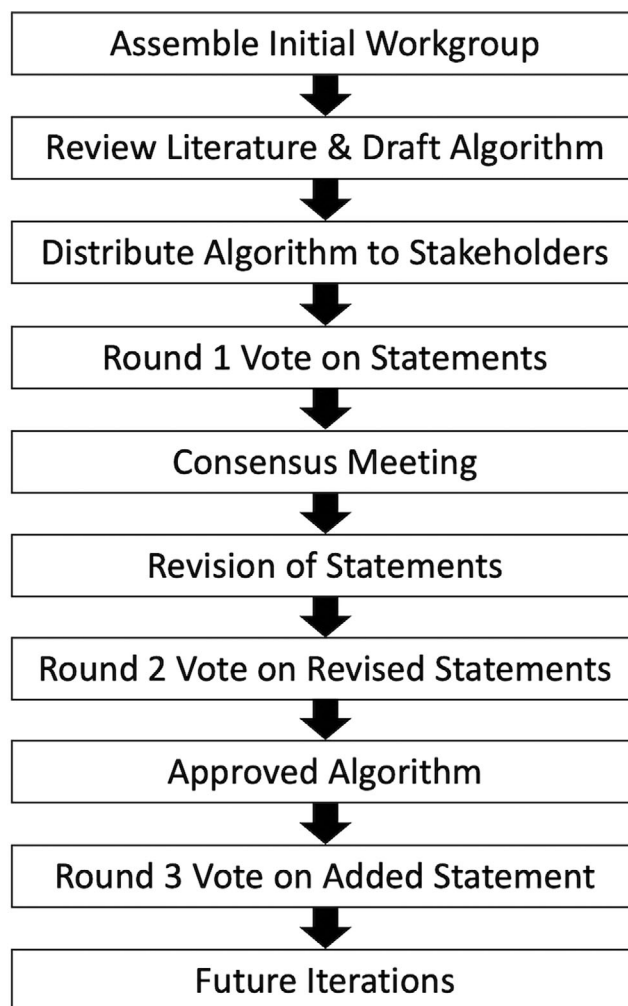 Assemble Initial Workgroup
Review Literature & Draft Algorithm
Distribute Algorithm to Stakeholders
Round 1 Vote on Statements
Consensus Meeting
Revision of Statements
Round 2 Vote on Revised Statements
Approved Algorithm
Round 3 Vote on Added Statement
Future Iterations